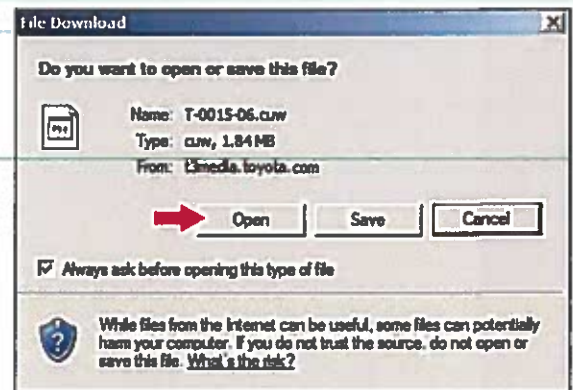 File Download
Do you want to open or save this file?
Name: T-0015-06.cuw
Type: cuw, 1.84 MB
From: t3media.toyota.com
Open Save Cancel
Always ask before opening this type of file
While files from the Internet can be useful, some files can potentially
harm your computer. If you do not trust the source, do not open or
save this file. What's the risk?